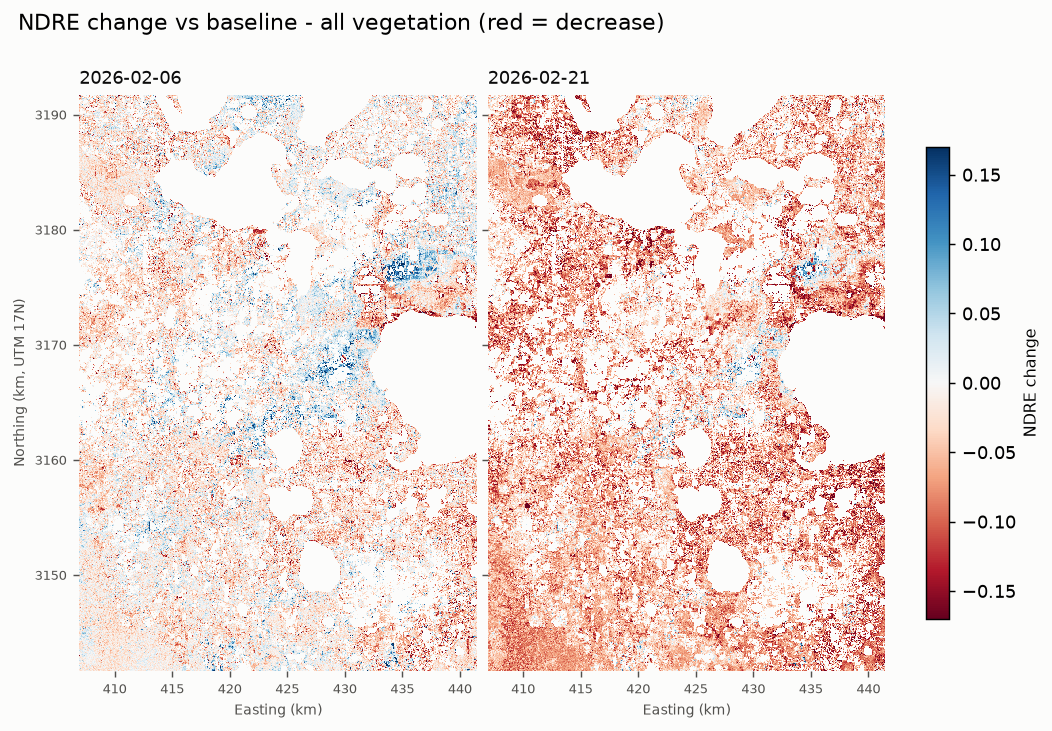 NDRE change vs baseline - all vegetation (red = decrease)
2026-02-06
2026-02-21
3190
3180
3170
3160
3150
Northing (km, UTM 17N)
410 415 420 425 430 435 440
410 415 420 425 430 435 440
Easting (km)
Easting (km)
0.15
0.10
0.05
0.00
−0.05
−0.10
−0.15
NDRE change